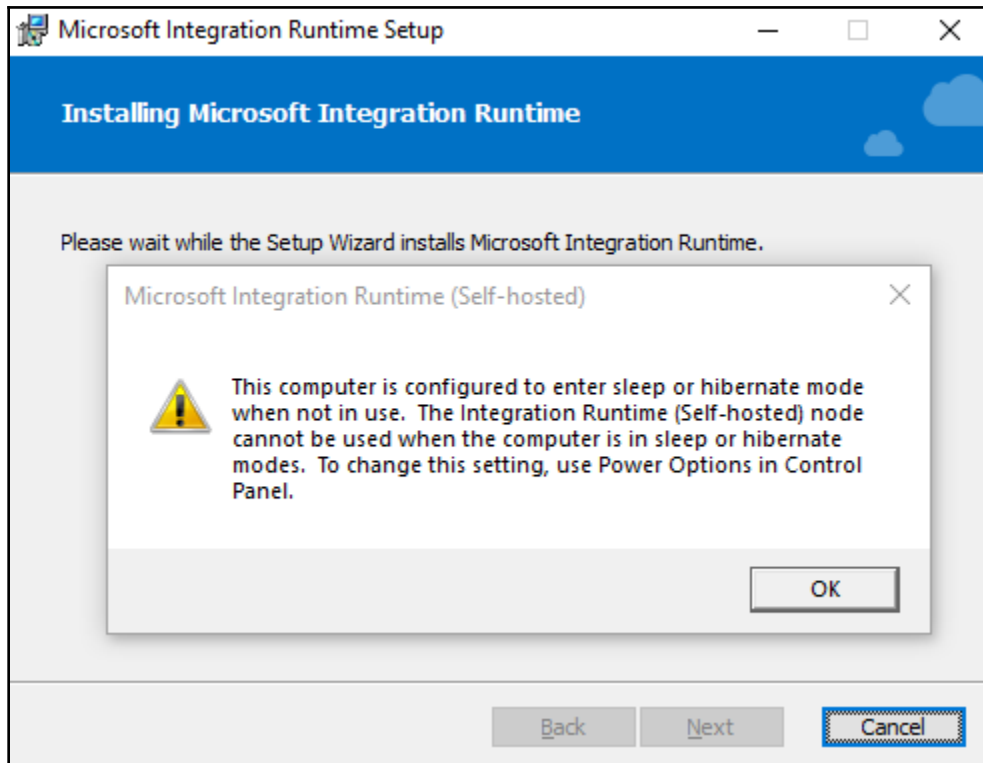 Microsoft Integration Runtime Setup
Installing Microsoft Integration Runtime
Please wait while the Setup Wizard installs Microsoft Integration Runtime.
Microsoft Integration Runtime (Self-hosted)
This computer is configured to enter sleep or hibernate mode
when not in use.  The Integration Runtime (Self-hosted) node
cannot be used when the computer is in sleep or hibernate
modes.  To change this setting, use Power Options in Control
Panel.
OK
Back Next Cancel